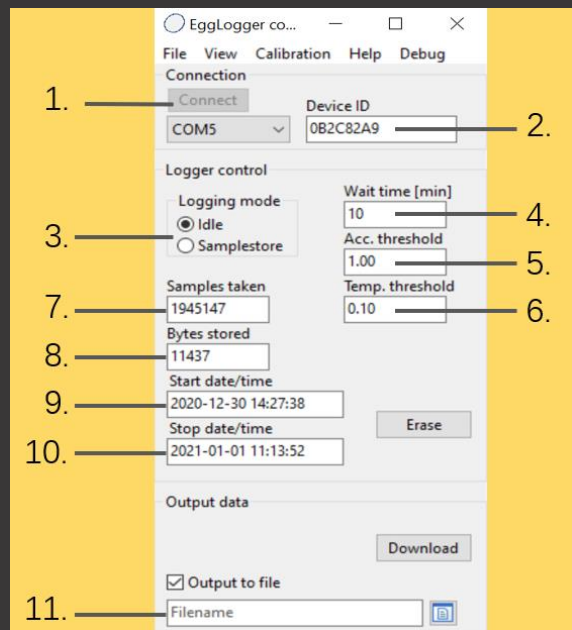 EggLogger co...
File View Calibration Help Debug
Connection
1.
Connect
Device ID
COM5
0B2C82A9
2.
Logger control
Logging mode
Wait time [min]
Idle
10
4.
3.
Samplestore
Acc. threshold
1.00
5.
Samples taken
Temp. threshold
7.
1945147
0.10
6.
Bytes stored
8.
11437
Start date/time
9.
2020-12-30 14:27:38
Erase
Stop date/time
10.
2021-01-01 11:13:52
Output data
Download
Output to file
11.
Filename